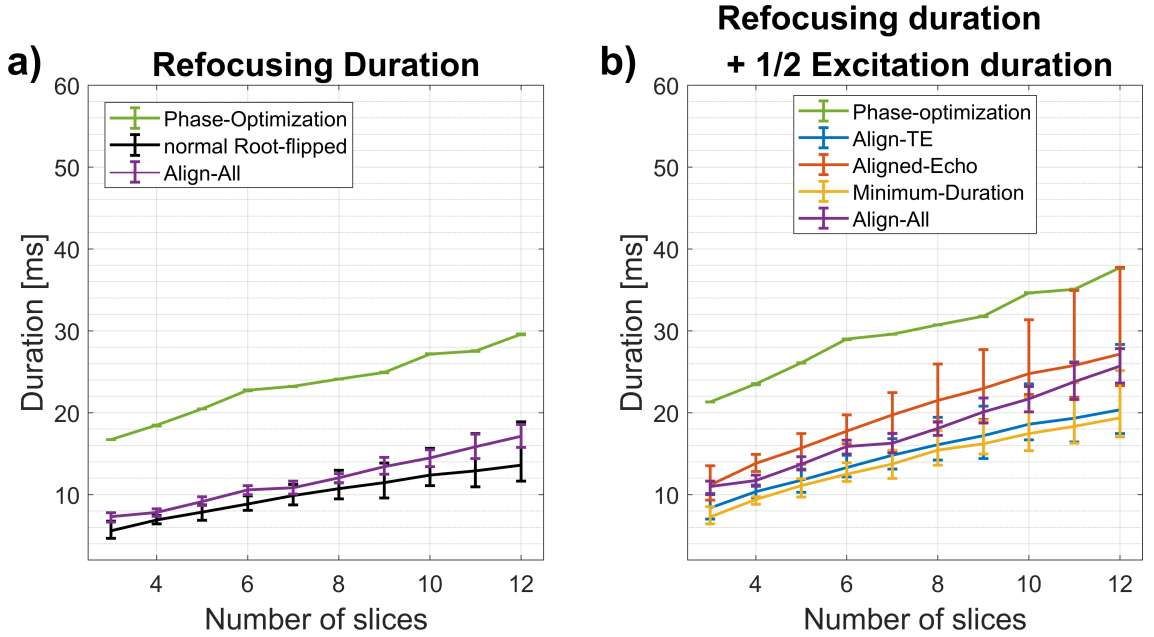 a)
Refocusing Duration
Phase-Optimization
normal Root-flipped
Align-All
60
50
40
30
20
10
Duration [ms]
4 6 8 10 12
Number of slices
b)
Refocusing duration
+ 1/2 Excitation duration
Phase-optimization
Align-TE
Aligned-Echo
Minimum-Duration
Align-All
60
50
40
30
20
10
Duration [ms]
4 6 8 10 12
Number of slices